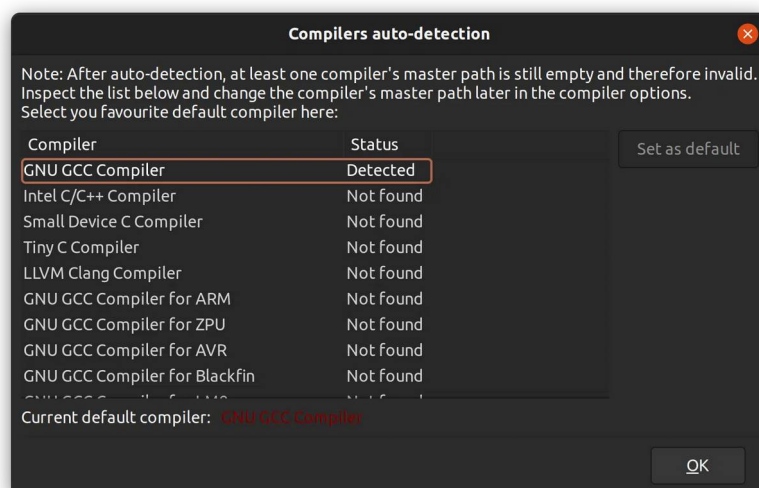 Compilers auto-detection
Note: After auto-detection, at least one compiler's master path is still empty and therefore invalid.
Inspect the list below and change the compiler's master path later in the compiler options.
Select you favourite default compiler here:
Compiler Status
Set as default
GNU GCC Compiler Detected
Intel C/C++ Compiler Not found
Small Device C Compiler Not found
Tiny C Compiler Not found
LLVM Clang Compiler Not found
GNU GCC Compiler for ARM Not found
GNU GCC Compiler for ZPU Not found
GNU GCC Compiler for AVR Not found
GNU GCC Compiler for Blackfin Not found
Current default compiler: GNU GCC Compiler
OK